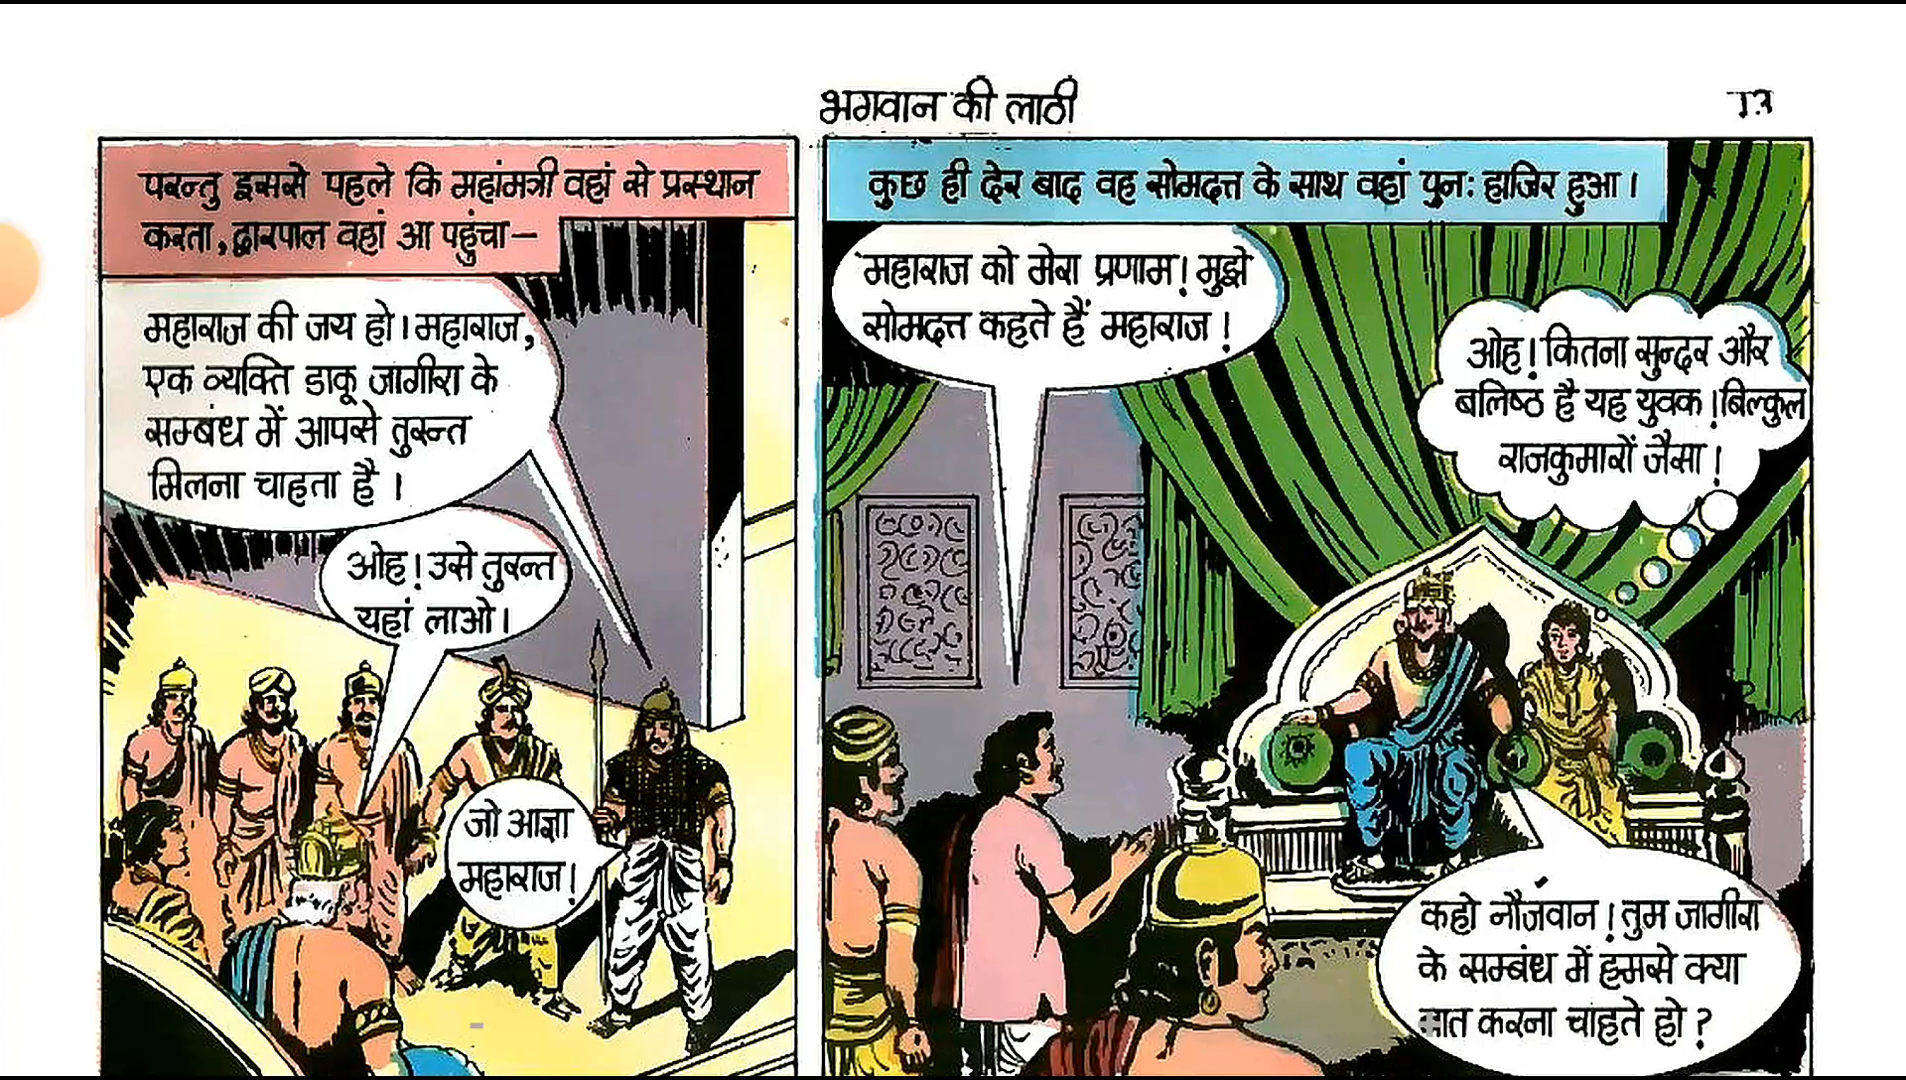 भगवान की लाठी
13
परन्तु इससे पहले कि महांमत्री वहां से प्रस्थान
करता, द्वारपाल वहां आ पहुंचा—
महाराज की जय हो। महाराज,
एक व्यक्ति डाकू जागीरा के
सम्बंध में आपसे तुरन्त
मिलना चाहता है।
ओह! उसे तुरन्त
यहां लाओ।
जो आज्ञा
महाराज!
कुछ ही देर बाद वह सोमदत्त के साथ वहां पुनः हाजिर हुआ।
महाराज को मेरा प्रणाम! मुझे
सोमदत्त कहते हैं महाराज!
ओह! कितना सुन्दर और
बलिष्ठ है यह युवक! बिल्कुल
राजकुमारों जैसा!
कहो नौजवान! तुम जागीरा
के सम्बंध में हमसे क्या
बात करना चाहते हो?